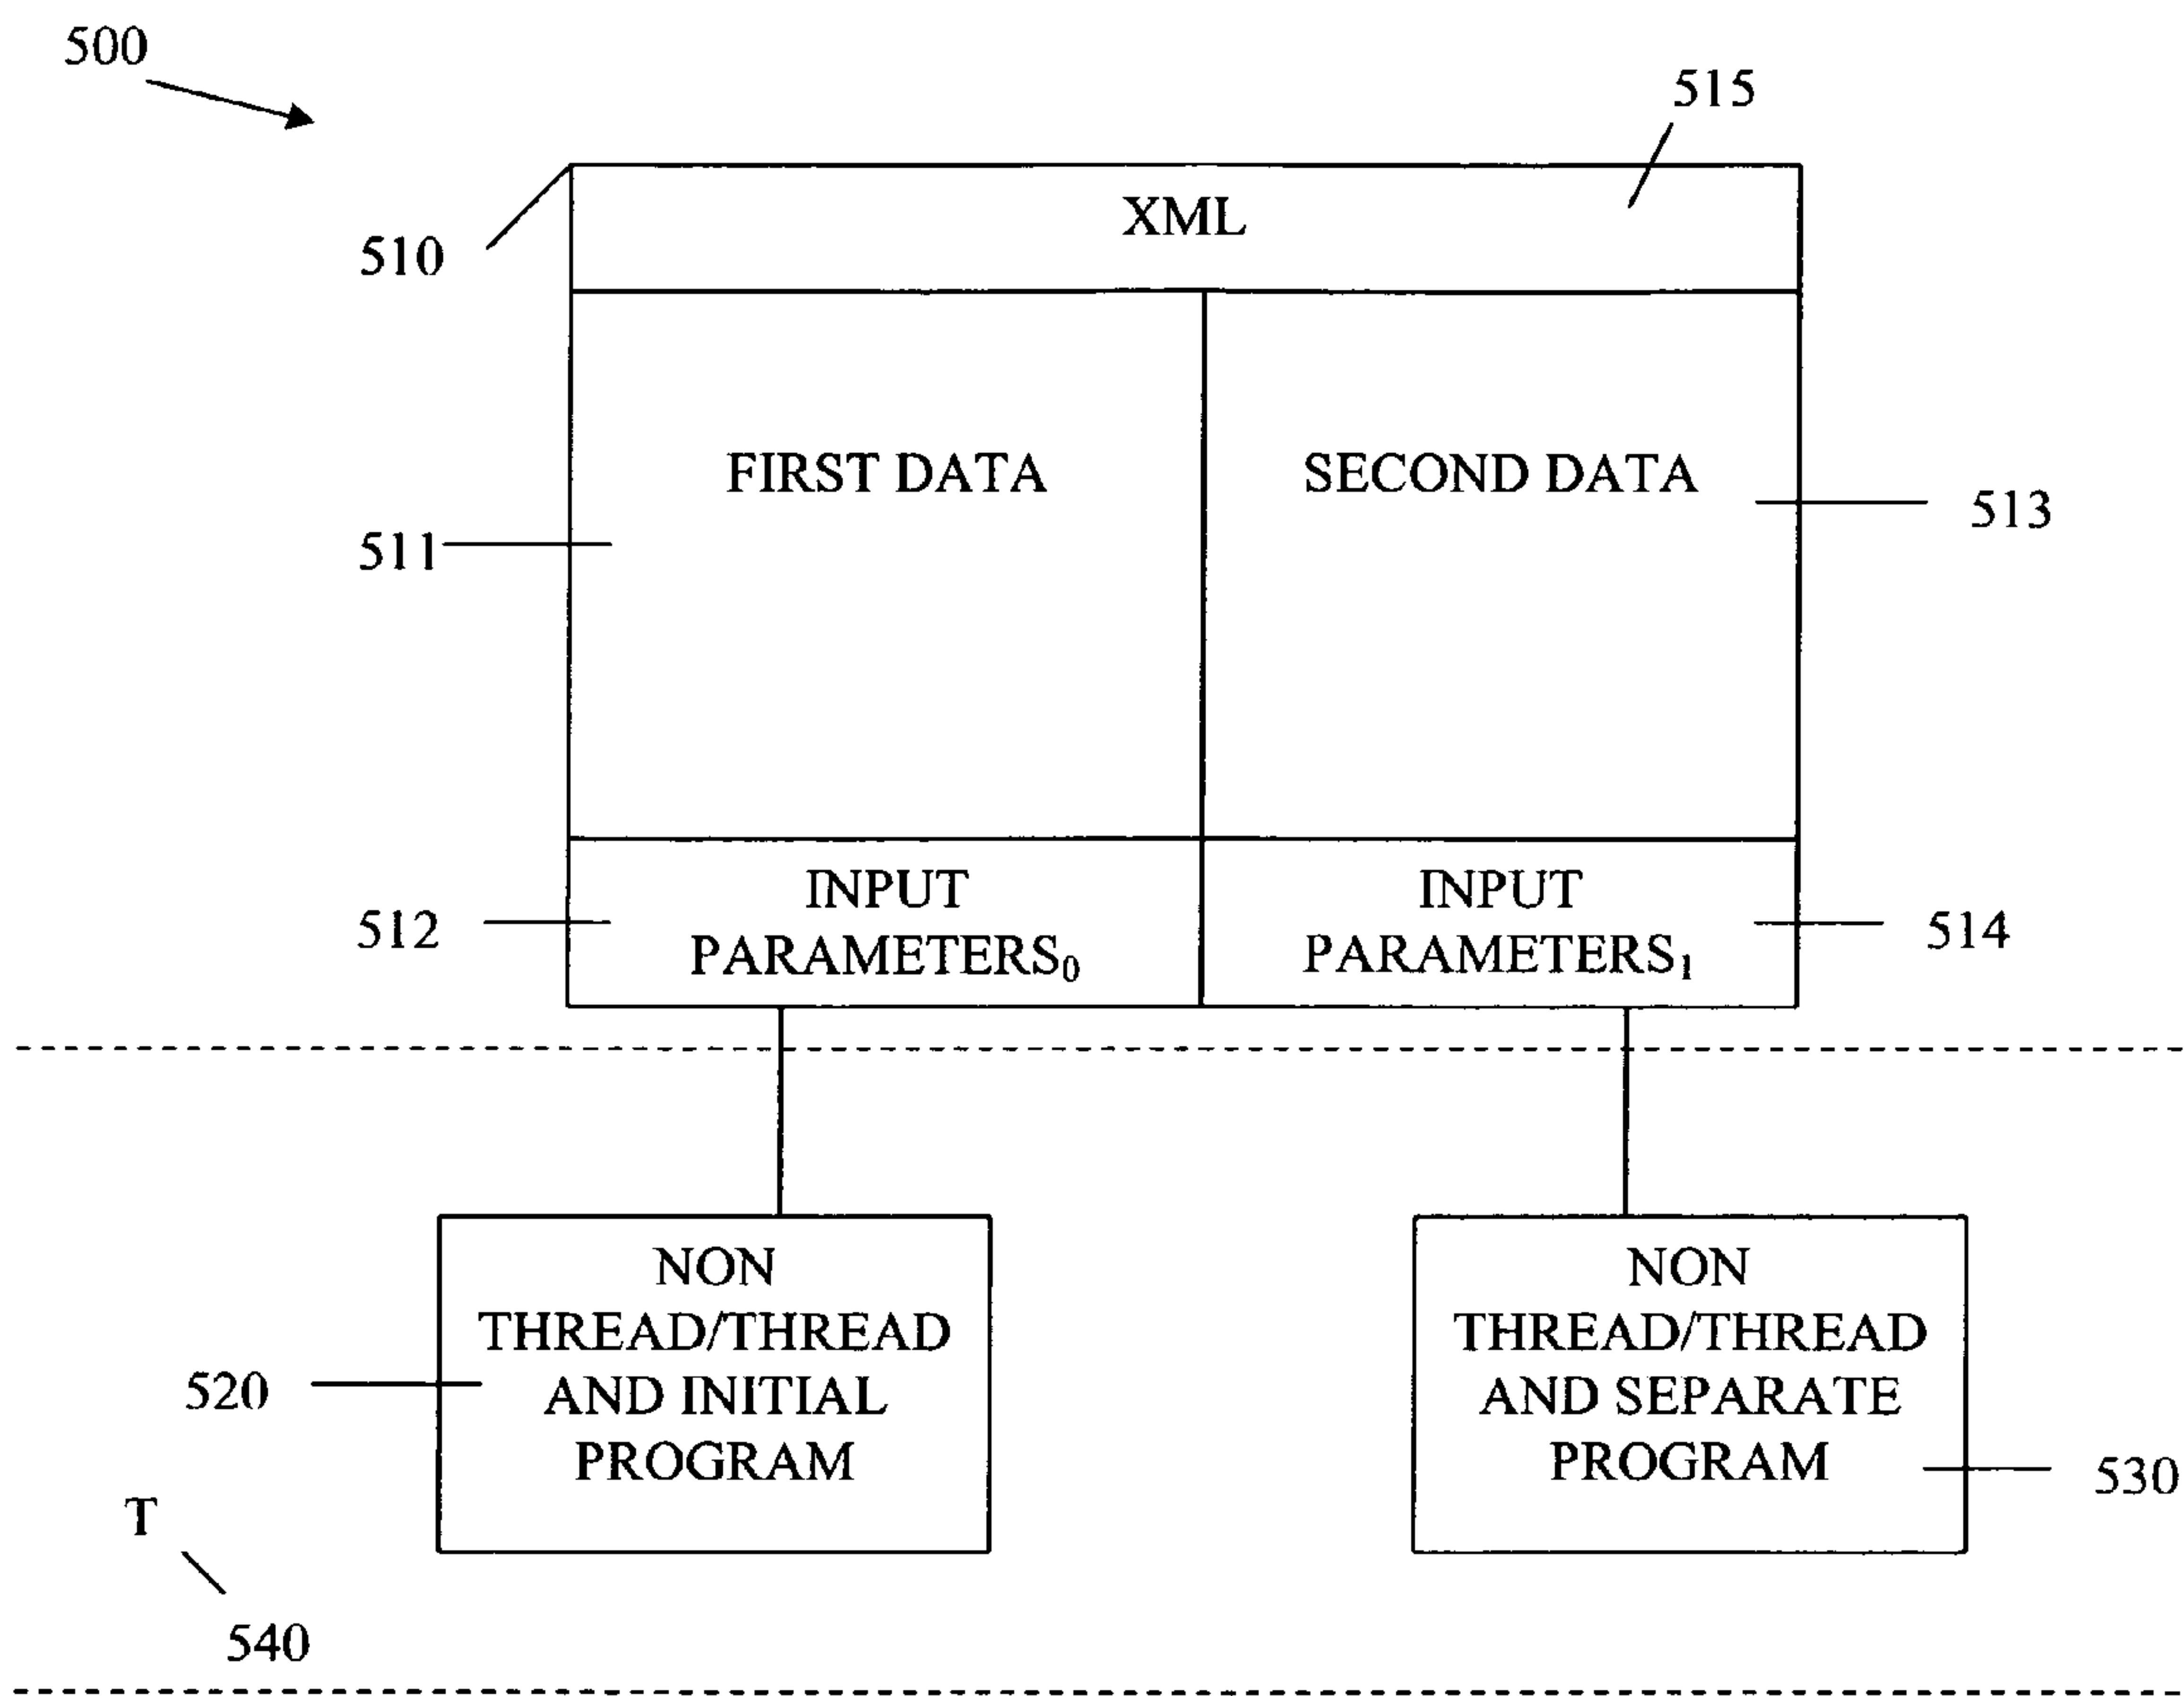 500
515
XML
510
FIRST DATA
SECOND DATA
513
511
INPUT
PARAMETERS₀
INPUT
PARAMETERS₁
512
514
NON
THREAD/THREAD
AND INITIAL
PROGRAM
NON
THREAD/THREAD
AND SEPARATE
PROGRAM
520
530
T
540